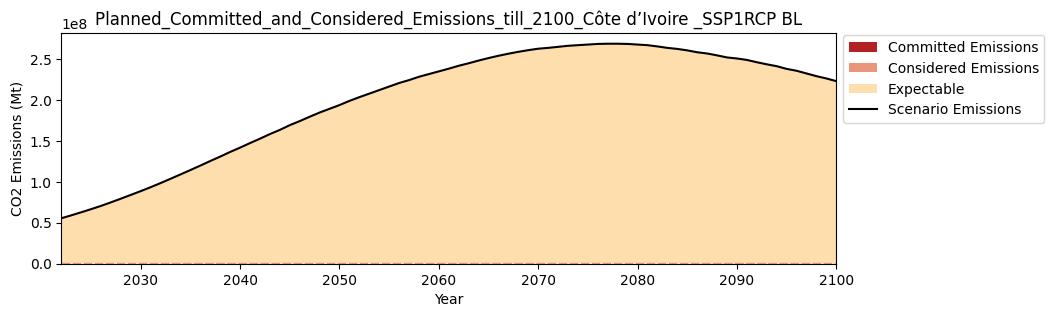 Planned_Committed_and_Considered_Emissions_till_2100_Côte d’Ivoire _SSP1RCP BL
1e8
2.5
2.0
1.5
1.0
0.5
0.0
CO2 Emissions (Mt)
2030 2040 2050 2060 2070 2080 2090 2100
Year
Committed Emissions
Considered Emissions
Expectable
Scenario Emissions